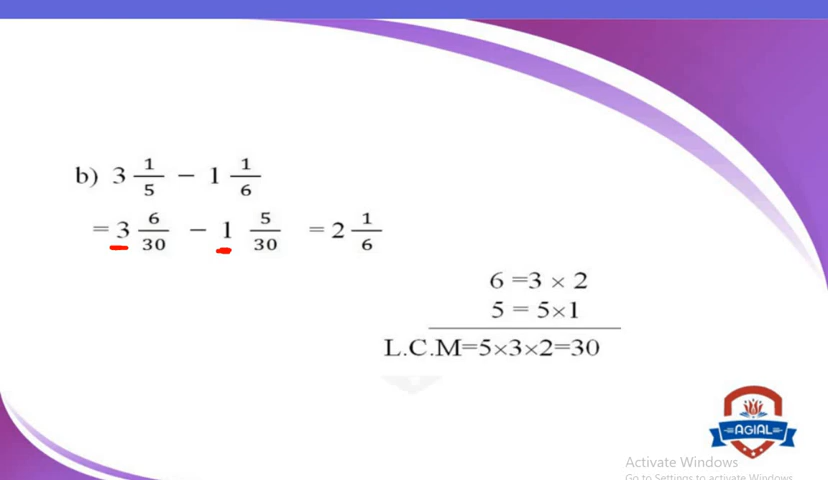 b) 3 1/5 − 1 1/6
= 3 6/30 − 1 5/30 = 2 1/6
6 =3 × 2
5 = 5×1
L.C.M=5×3×2=30
AGIAL
Activate Windows
Go to Settings to activate Windows.